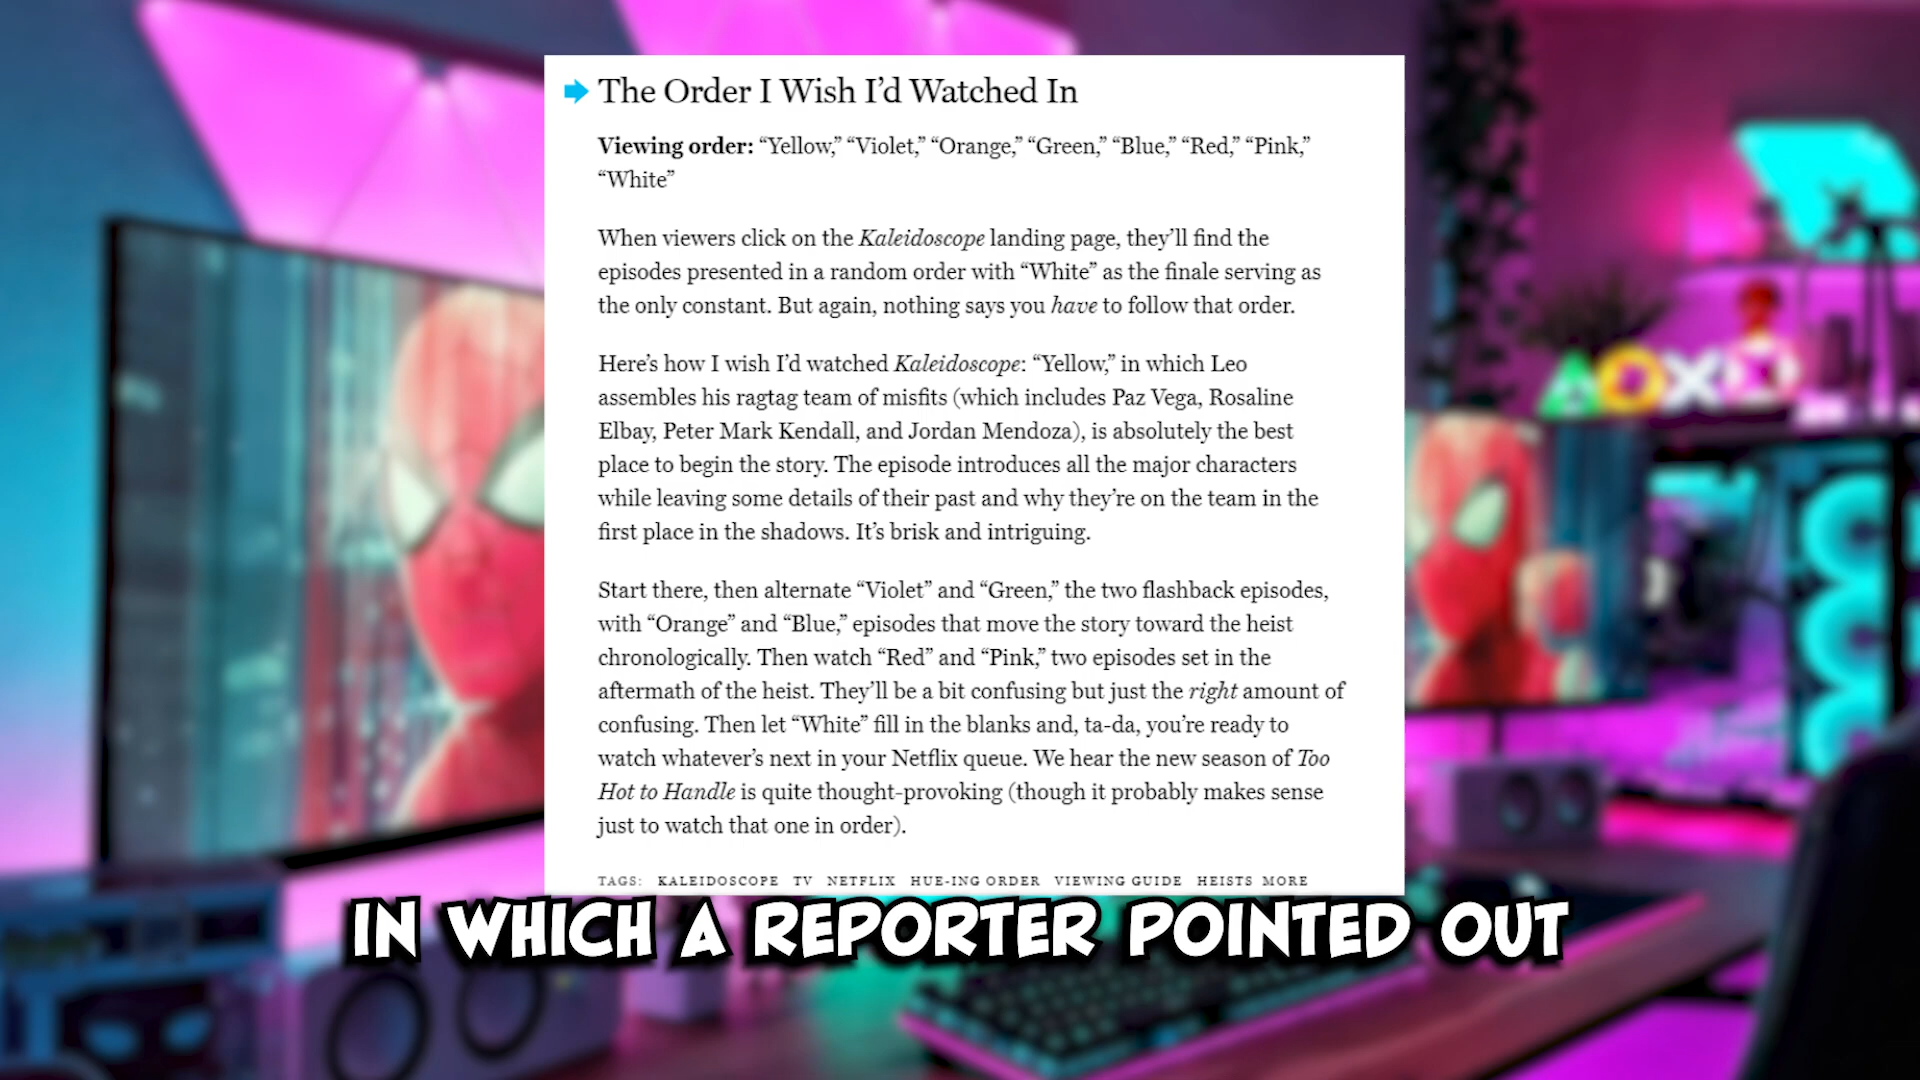 The Order I Wish I’d Watched In
Viewing order: “Yellow,” “Violet,” “Orange,” “Green,” “Blue,” “Red,” “Pink,”
“White”
When viewers click on the Kaleidoscope landing page, they’ll find the
episodes presented in a random order with “White” as the finale serving as
the only constant. But again, nothing says you have to follow that order.
Here’s how I wish I’d watched Kaleidoscope: “Yellow,” in which Leo
assembles his ragtag team of misfits (which includes Paz Vega, Rosaline
Elbay, Peter Mark Kendall, and Jordan Mendoza), is absolutely the best
place to begin the story. The episode introduces all the major characters
while leaving some details of their past and why they’re on the team in the
first place in the shadows. It’s brisk and intriguing.
Start there, then alternate “Violet” and “Green,” the two flashback episodes,
with “Orange” and “Blue,” episodes that move the story toward the heist
chronologically. Then watch “Red” and “Pink,” two episodes set in the
aftermath of the heist. They’ll be a bit confusing but just the right amount of
confusing. Then let “White” fill in the blanks and, ta-da, you’re ready to
watch whatever’s next in your Netflix queue. We hear the new season of Too
Hot to Handle is quite thought-provoking (though it probably makes sense
just to watch that one in order).
TAGS: KALEIDOSCOPE TV NETFLIX HUE-ING ORDER VIEWING GUIDE HEISTS MORE
IN WHICH A REPORTER POINTED OUT